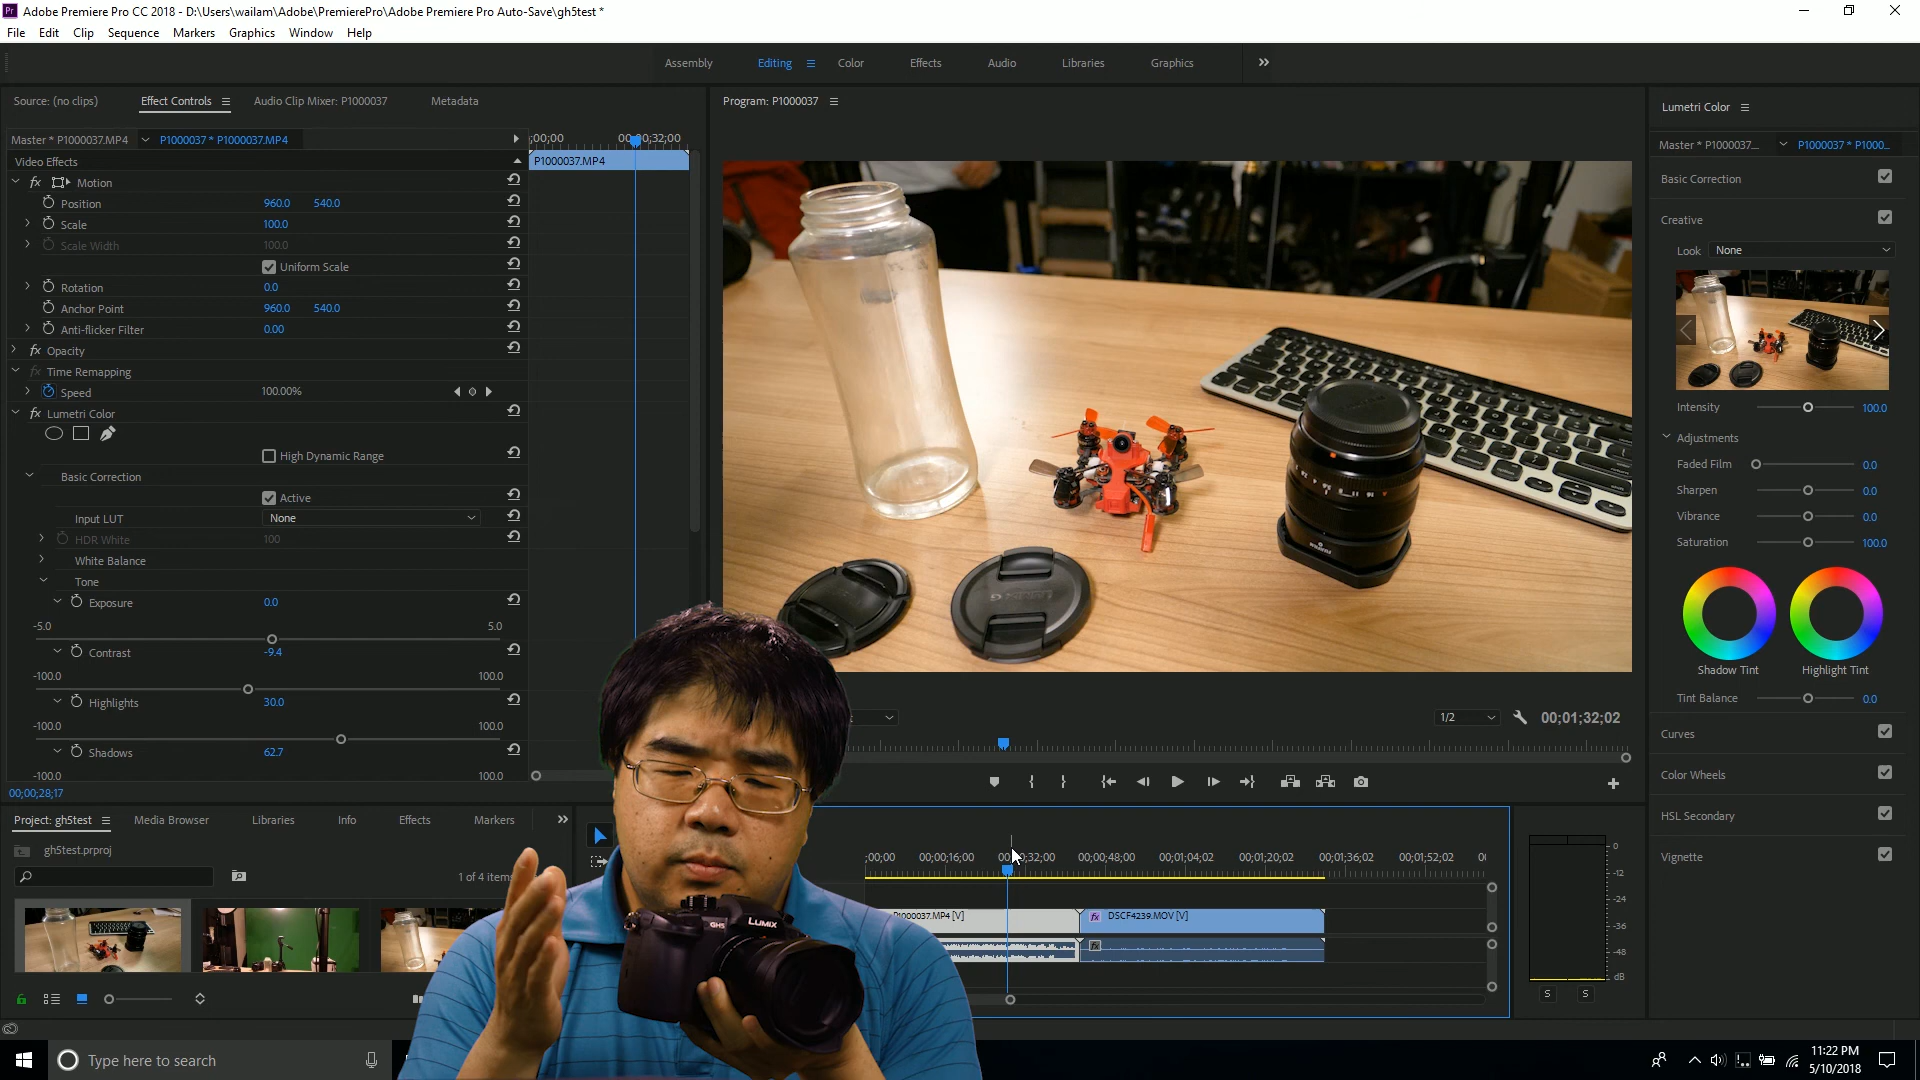 Adobe Premiere Pro CC 2018 - D:\Users\wailam\Adobe\PremierePro\Adobe Premiere Pro Auto-Save\gh5test *
File Edit Clip Sequence Markers Graphics Window Help
Assembly Editing Color Effects Audio Libraries Graphics
Source: (no clips) Effect Controls Audio Clip Mixer: P1000037 Metadata
Program: P1000037
Lumetri Color
Master * P1000037.MP4 P1000037 * P1000037.MP4
;00;00 00;00;32;00
Master * P1000037... P1000037 * P1000...
Video Effects
P1000037.MP4
Basic Correction
Motion
Position 960.0 540.0
Scale 100.0
Scale Width 100.0
Uniform Scale
Rotation 0.0
Anchor Point 960.0 540.0
Anti-flicker Filter 0.00
Opacity
Time Remapping
Speed 100.00%
Lumetri Color
High Dynamic Range
Basic Correction
Active
Input LUT None
HDR White 100
White Balance
Tone
Exposure 0.0
-5.0 5.0
Contrast -9.4
-100.0 100.0
Highlights 30.0
-100.0 100.0
Shadows 62.7
-100.0 100.0
00;00;28;17
Creative
Look None
Intensity 100.0
Adjustments
Faded Film 0.0
Sharpen 0.0
Vibrance 0.0
Saturation 100.0
Shadow Tint Highlight Tint
Tint Balance 0.0
Curves
Color Wheels
HSL Secondary
Vignette
1/2 00;01;32;02
Project: gh5test Media Browser Libraries Info Effects Markers
gh5test.prproj
1 of 4 items
;00;00 00;00;16;00 00;00;32;00 00;00;48;00 00;01;04;02 00;01;20;02 00;01;36;02 00;01;52;02
P1000037.MP4 [V]
fx DSCF4239.MOV [V]
fx
0
-12
-24
-36
-48
dB
S S
GH5 LUMIX
Type here to search
11:22 PM
5/10/2018